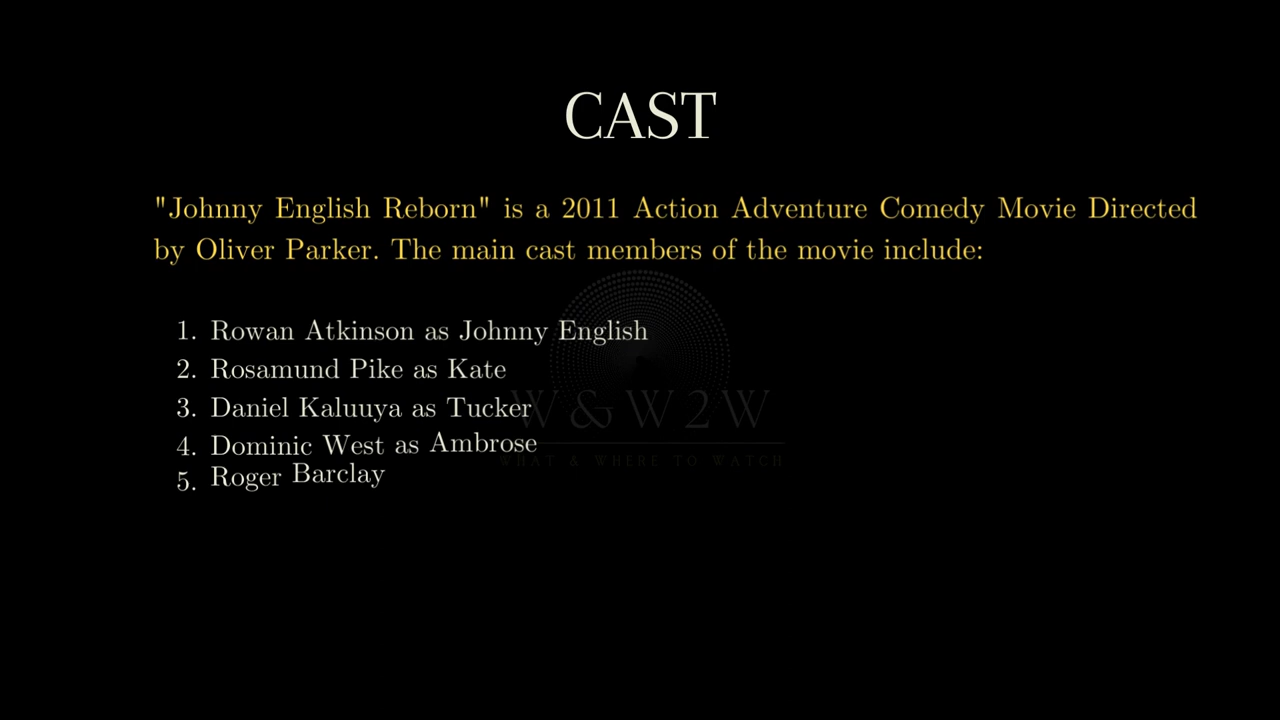 CAST
"Johnny English Reborn" is a 2011 Action Adventure Comedy Movie Directed
by Oliver Parker. The main cast members of the movie include:
1. Rowan Atkinson as Johnny English
2. Rosamund Pike as Kate
3. Daniel Kaluuya as Tucker
4. Dominic West as Ambrose
5. Roger Barclay
W&W2W
WHAT & WHERE TO WATCH